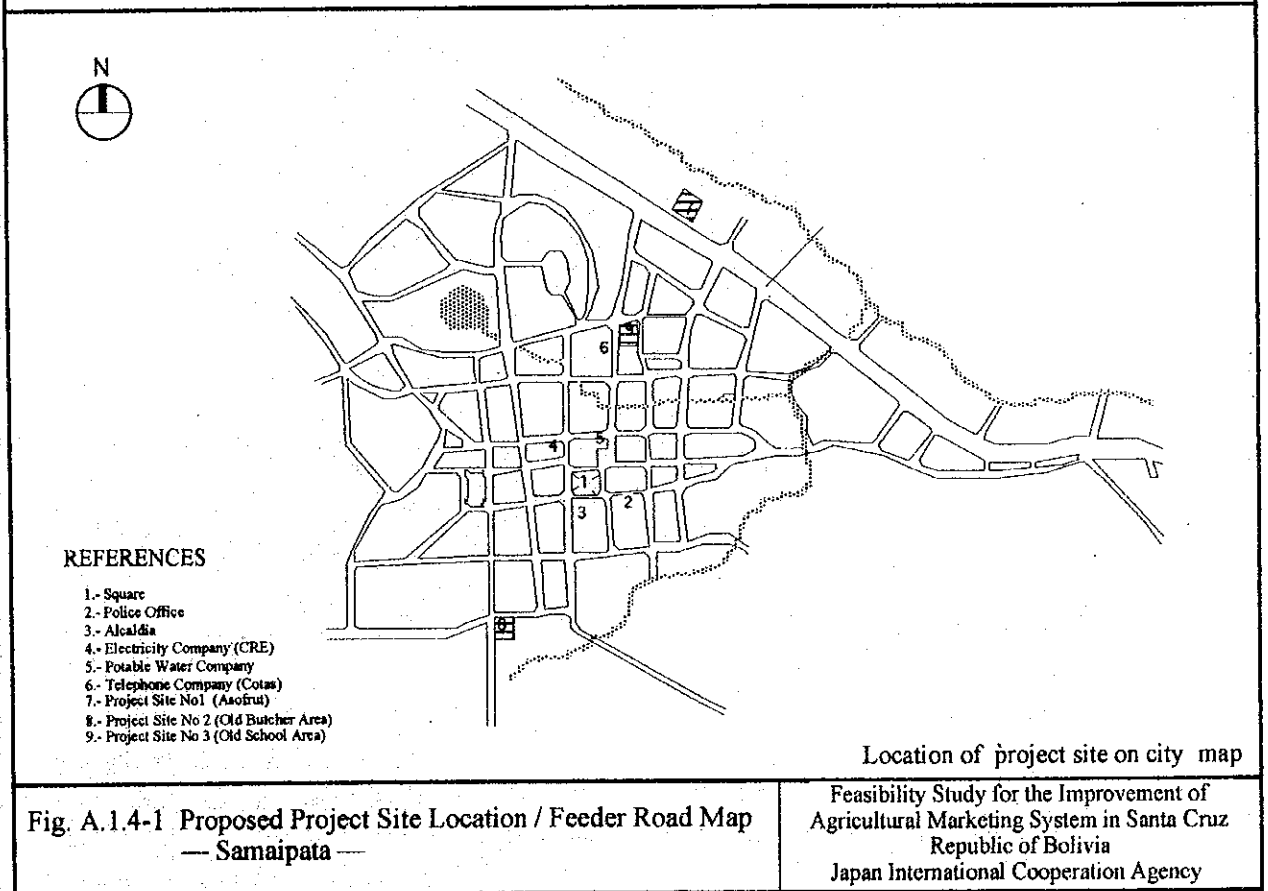 N
7
9
6
5
4
1
2
3
8
REFERENCES
1.- Square
2.- Police Office
3.- Alcaldia
4.- Electricity Company (CRE)
5.- Potable Water Company
6.- Telephone Company (Cotas)
7.- Project Site No1 (Asofrut)
8.- Project Site No 2 (Old Butcher Area)
9.- Project Site No 3 (Old School Area)
Location of project site on city map
Fig. A.1.4-1 Proposed Project Site Location / Feeder Road Map
— Samaipata —
Feasibility Study for the Improvement of
Agricultural Marketing System in Santa Cruz
Republic of Bolivia
Japan International Cooperation Agency